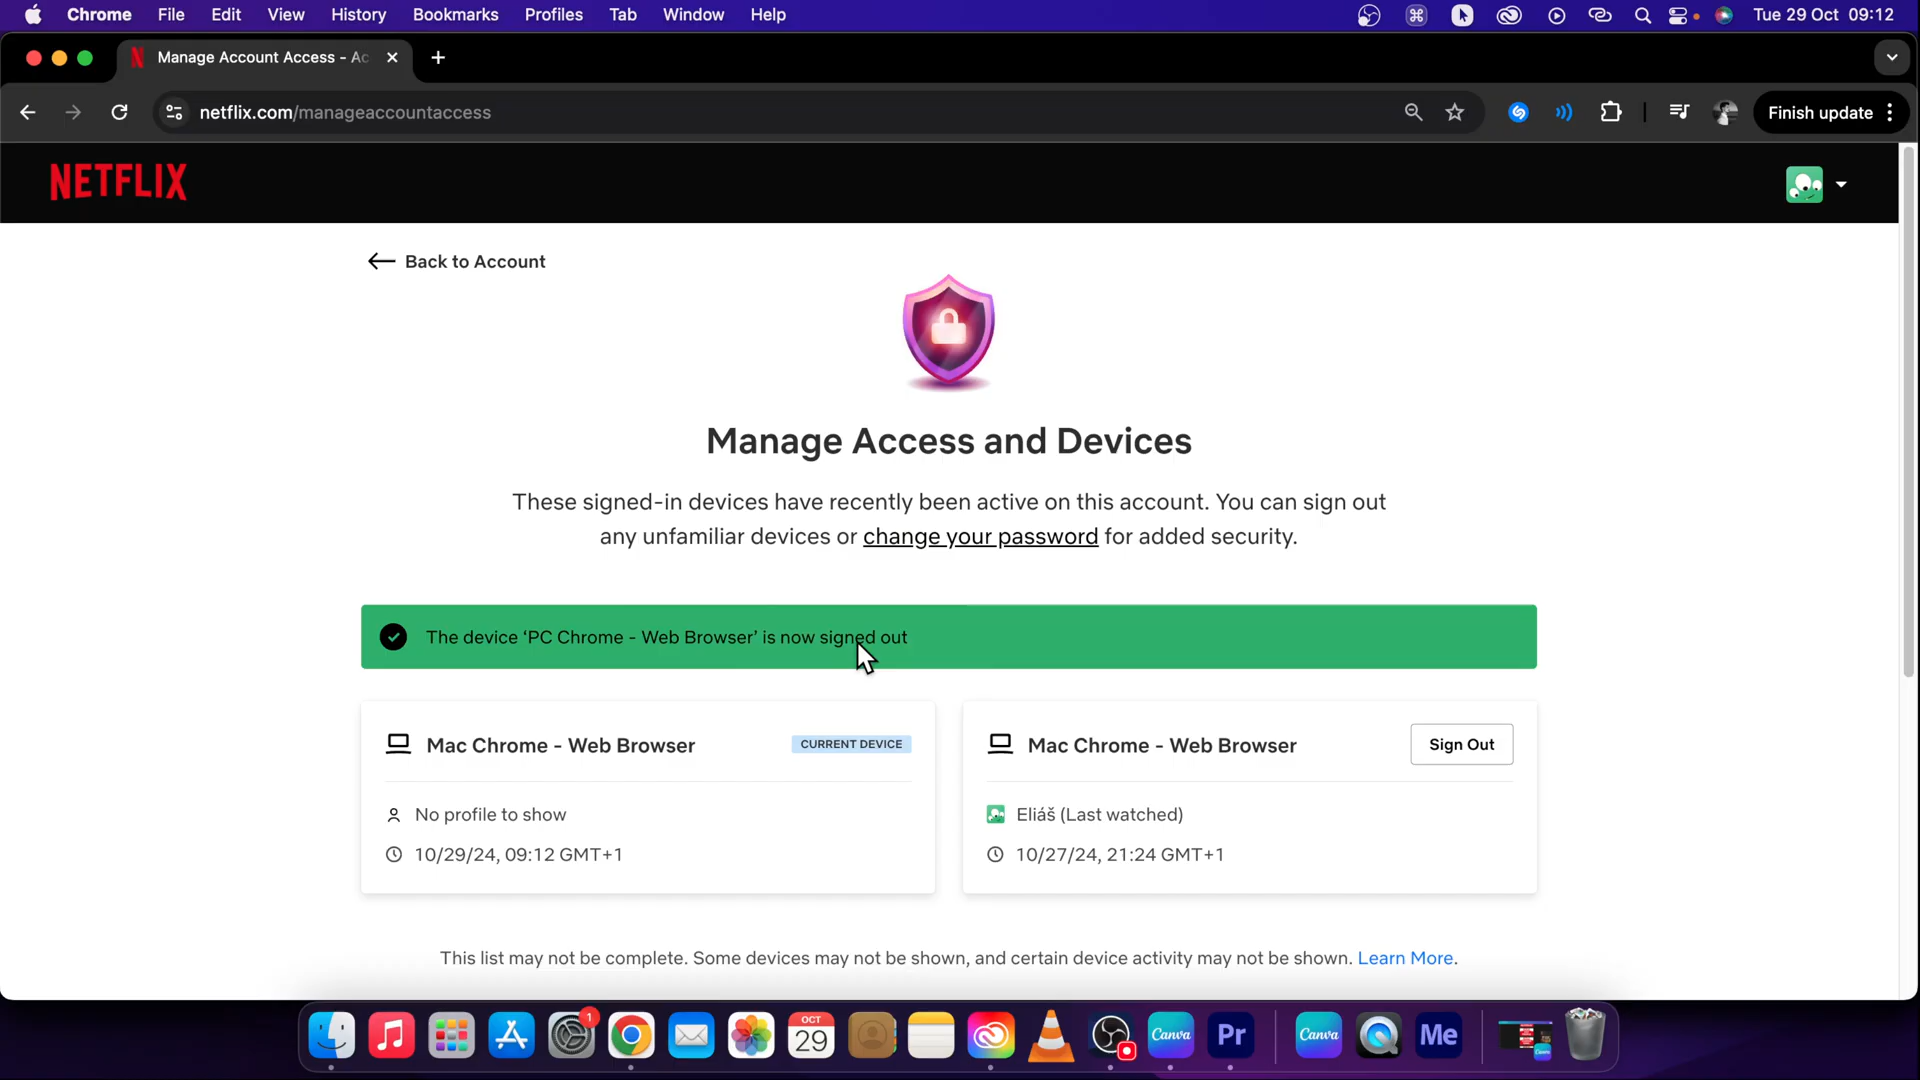 Chrome File Edit View History Bookmarks Profiles Tab Window Help Tue 29 Oct 09:12
Manage Account Access - Ac
netflix.com/manageaccountaccess Finish update
NETFLIX
Back to Account
Manage Access and Devices
These signed-in devices have recently been active on this account. You can sign out
any unfamiliar devices or change your password for added security.
The device ‘PC Chrome - Web Browser’ is now signed out
Mac Chrome - Web Browser CURRENT DEVICE
No profile to show
10/29/24, 09:12 GMT+1
Mac Chrome - Web Browser Sign Out
Eliáš (Last watched)
10/27/24, 21:24 GMT+1
This list may not be complete. Some devices may not be shown, and certain device activity may not be shown. Learn More.
1
OCT
29
Canva
Pr
Canva
Me